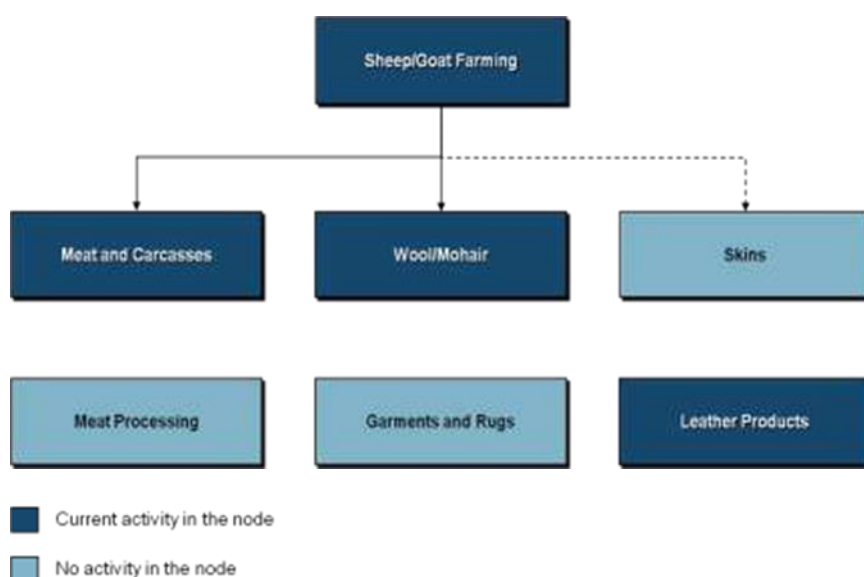 Sheep/Goat Farming
Meat and Carcasses
Wool/Mohair
Skins
Meat Processing
Garments and Rugs
Leather Products
Current activity in the node
No activity in the node